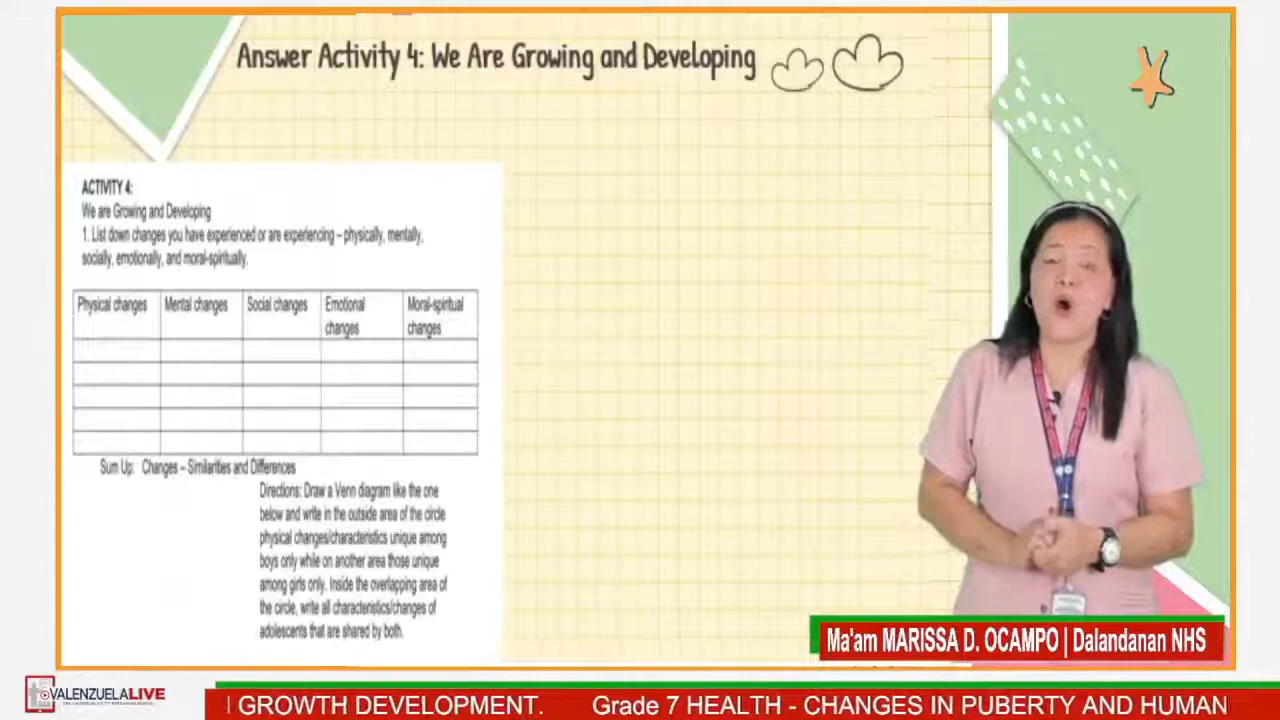 Answer Activity 4: We Are Growing and Developing
ACTIVITY 4:
We are Growing and Developing
1. List down changes you have experienced or are experiencing – physically, mentally,
socially, emotionally, and moral-spiritually.
Physical changes
Mental changes
Social changes
Emotional
changes
Moral-spiritual
changes
Sum Up: Changes – Similarities and Differences
Directions: Draw a Venn diagram like the one
below and write in the outside area of the circle
physical changes/characteristics unique among
boys only while on another area those unique
among girls only. Inside the overlapping area of
the circle, write all characteristics/changes of
adolescents that are shared by both.
Ma'am MARISSA D. OCAMPO | Dalandanan NHS
VALENZUELALIVE
GROWTH DEVELOPMENT. Grade 7 HEALTH - CHANGES IN PUBERTY AND HUMAN